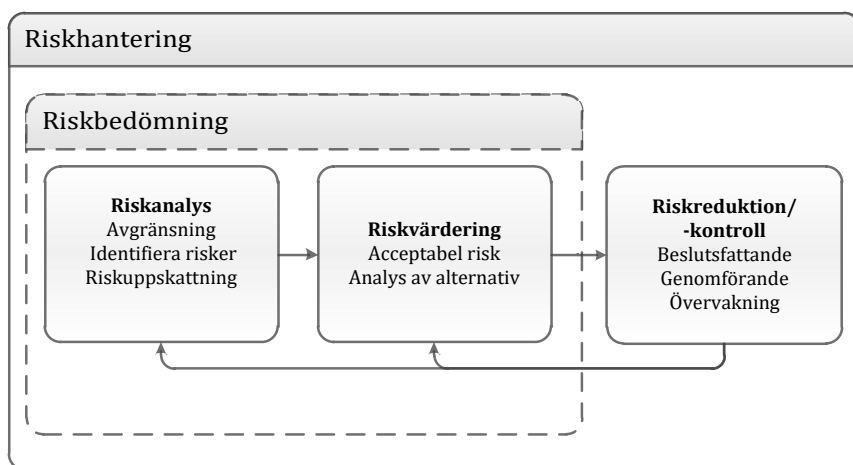 Riskhantering
Riskbedömning
Riskanalys
Avgränsning
Identifiera risker
Riskuppskattning
Riskvärdering
Acceptabel risk
Analys av alternativ
Riskreduktion/
-kontroll
Beslutsfattande
Genomförande
Övervakning